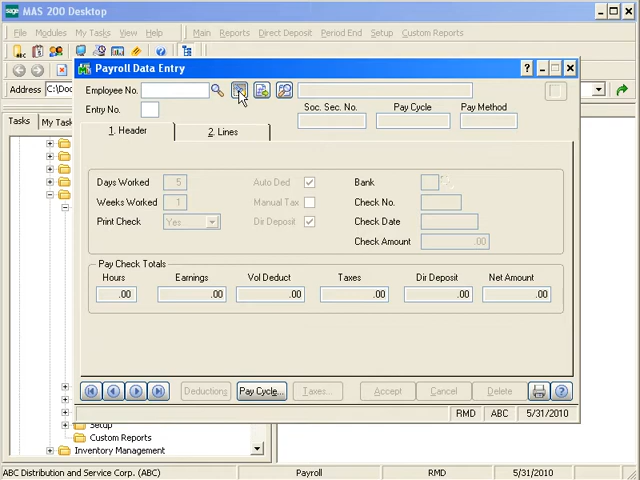 sage MAS 200 Desktop
File Modules My Tasks View Help Main Reports Direct Deposit Period End Setup Custom Reports
Address C:\Doc
Tasks My Task
Payroll Data Entry
Employee No.
Entry No.
Soc. Sec. No. Pay Cycle Pay Method
1. Header 2. Lines
Days Worked 5 Auto Ded Bank
Weeks Worked 1 Manual Tax Check No.
Print Check Yes Dir Deposit Check Date
Check Amount .00
Pay Check Totals
Hours Earnings Vol Deduct Taxes Dir Deposit Net Amount
.00 .00 .00 .00 .00 .00
Deductions Pay Cycle... Taxes... Accept Cancel Delete
RMD ABC 5/31/2010
Setup
Custom Reports
Inventory Management
ABC Distribution and Service Corp. (ABC) Payroll RMD 5/31/2010